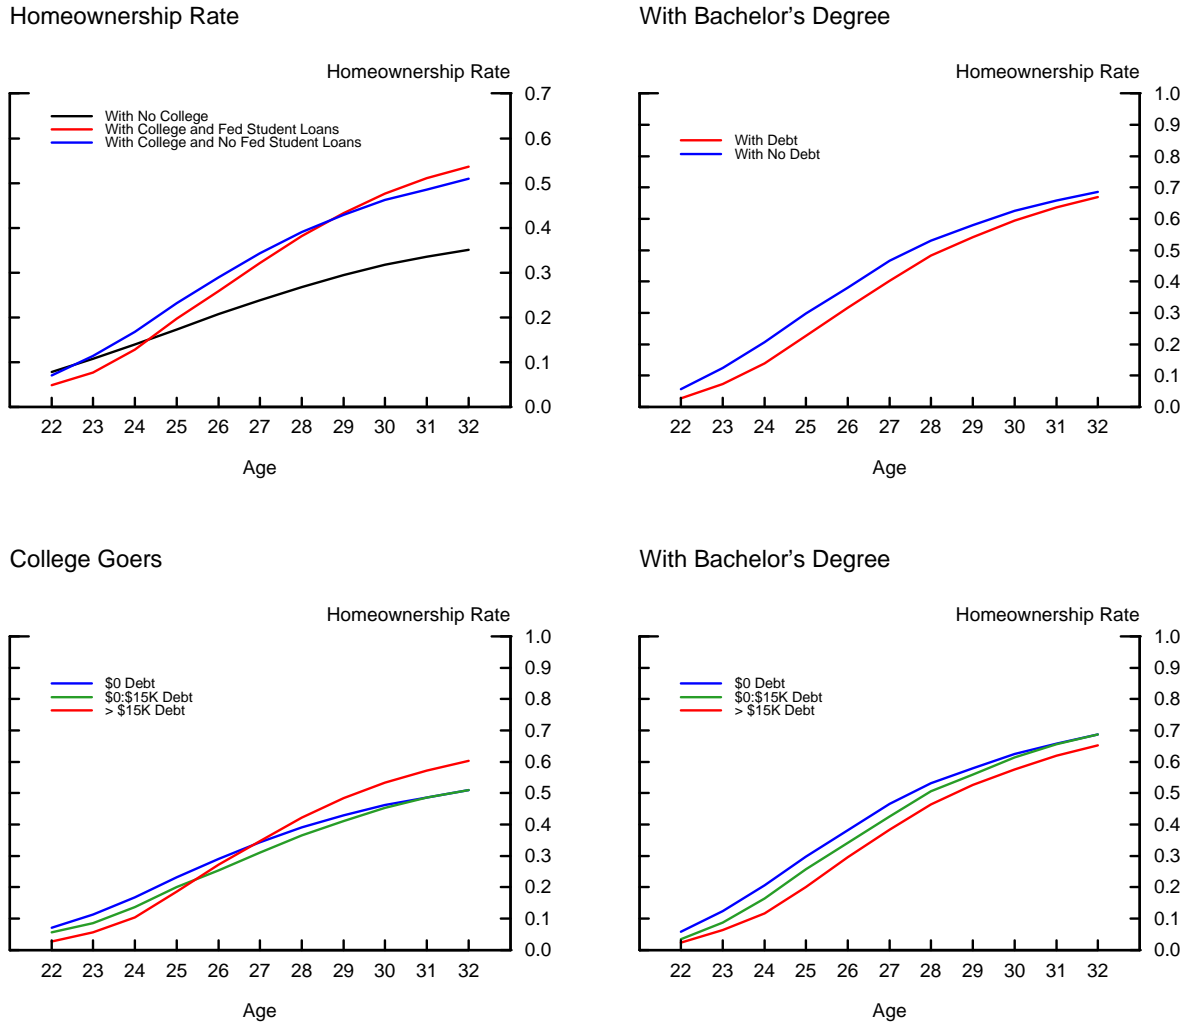 Homeownership Rate
Homeownership Rate
With No College
With College and Fed Student Loans
With College and No Fed Student Loans
0.7
0.6
0.5
0.4
0.3
0.2
0.1
0.0
22 23 24 25 26 27 28 29 30 31 32
Age
With Bachelor’s Degree
Homeownership Rate
With Debt
With No Debt
1.0
0.9
0.8
0.7
0.6
0.5
0.4
0.3
0.2
0.1
0.0
22 23 24 25 26 27 28 29 30 31 32
Age
College Goers
Homeownership Rate
$0 Debt
$0:$15K Debt
> $15K Debt
1.0
0.9
0.8
0.7
0.6
0.5
0.4
0.3
0.2
0.1
0.0
22 23 24 25 26 27 28 29 30 31 32
Age
With Bachelor’s Degree
Homeownership Rate
$0 Debt
$0:$15K Debt
> $15K Debt
1.0
0.9
0.8
0.7
0.6
0.5
0.4
0.3
0.2
0.1
0.0
22 23 24 25 26 27 28 29 30 31 32
Age